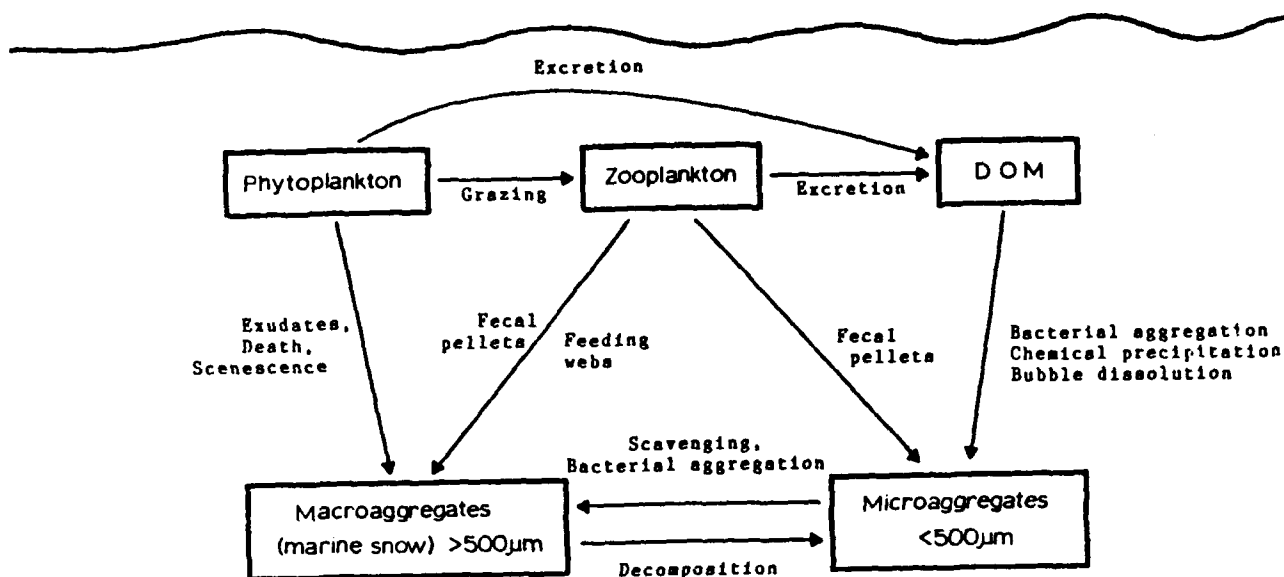 Excretion
Phytoplankton
Grazing
Zooplankton
Excretion
DOM
Exudates,
Death,
Scenescence
Fecal
pellets
Feeding
webs
Fecal
pellets
Bacterial aggregation
Chemical precipitation
Bubble dissolution
Scavenging,
Bacterial aggregation
Macroaggregates
(marine snow) >500µm
Microaggregates
<500µm
Decomposition